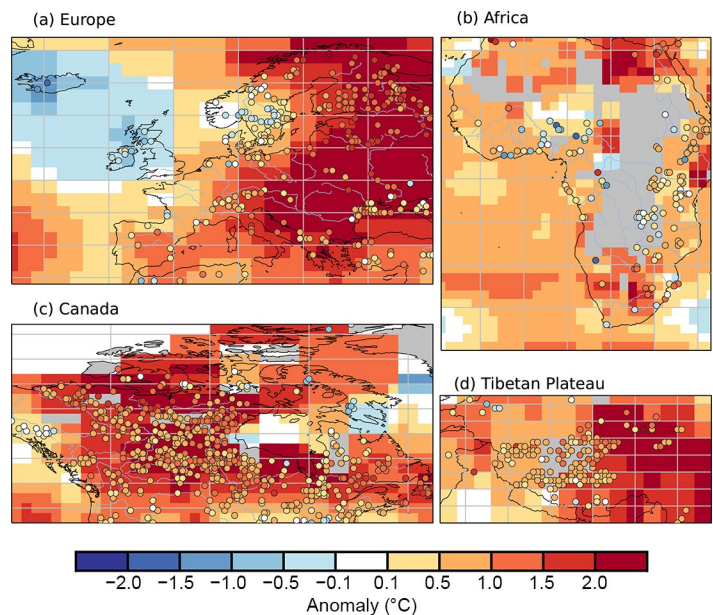 (a) Europe
(b) Africa
(c) Canada
(d) Tibetan Plateau
−2.0 −1.5 −1.0 −0.5 −0.1 0.1 0.5 1.0 1.5 2.0
Anomaly (°C)